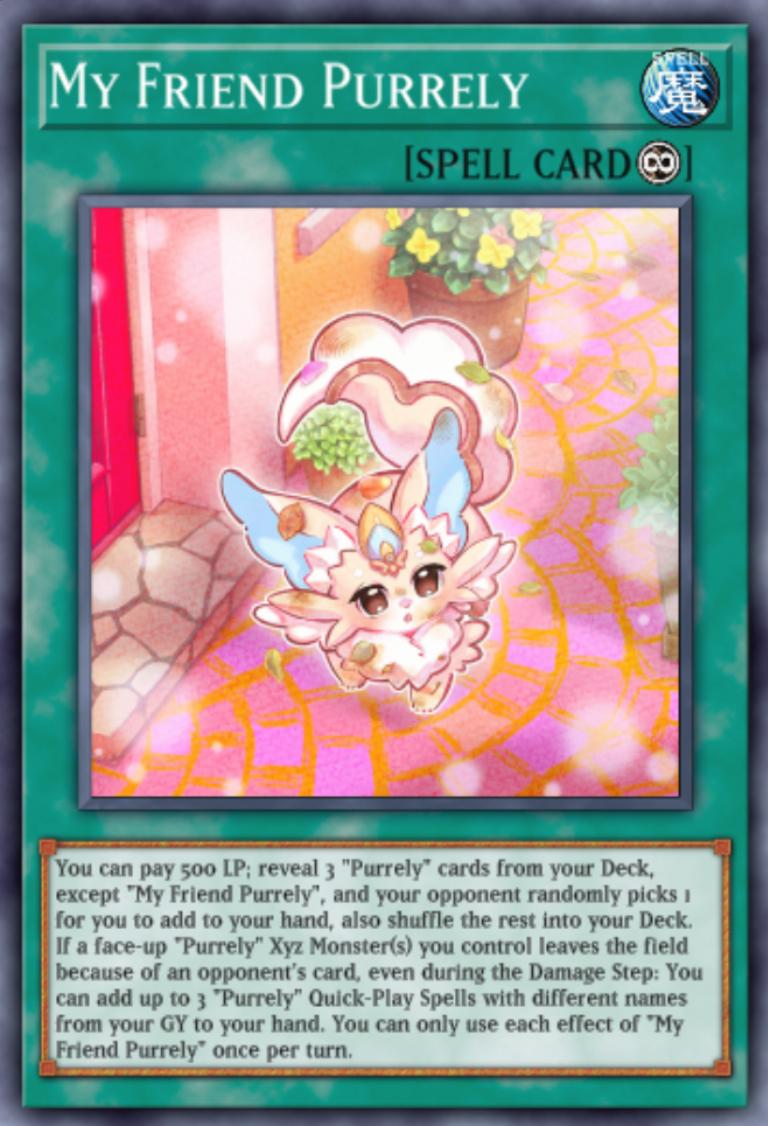 My Friend Purrely
SPELL
魔
[SPELL CARD]
You can pay 500 LP; reveal 3 "Purrely" cards from your Deck,
except "My Friend Purrely", and your opponent randomly picks 1
for you to add to your hand, also shuffle the rest into your Deck.
If a face-up "Purrely" Xyz Monster(s) you control leaves the field
because of an opponent's card, even during the Damage Step: You
can add up to 3 "Purrely" Quick-Play Spells with different names
from your GY to your hand. You can only use each effect of "My
Friend Purrely" once per turn.